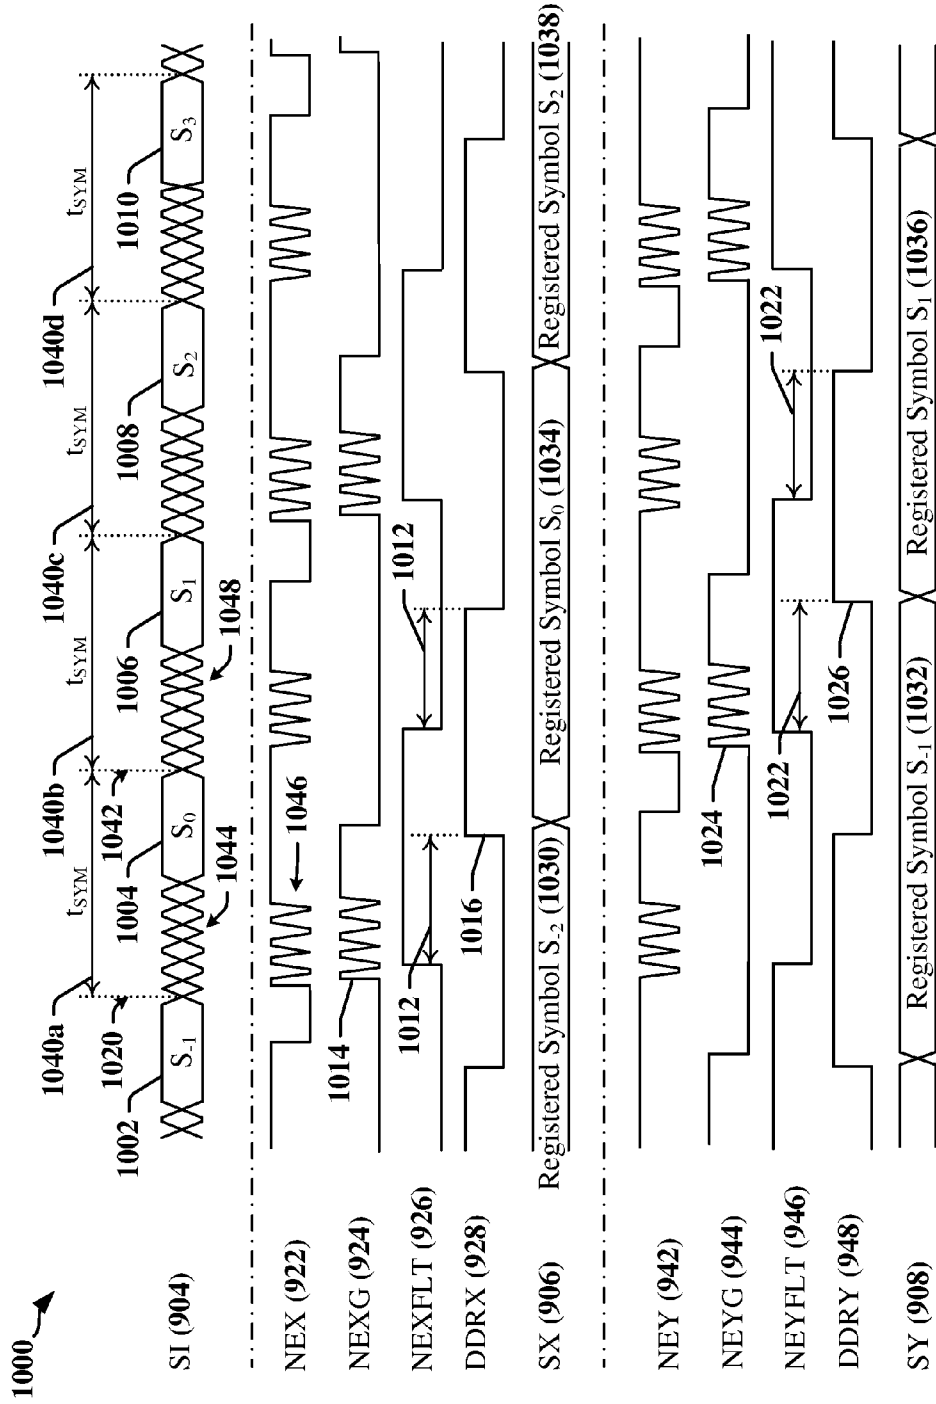 1000
1040a
1040b
1040c
1040d
tSYM
tSYM
tSYM
tSYM
1002
1020
1004
1042
1006
1008
1010
SI (904)
S-1
S0
S1
S2
S3
1044
1048
NEX (922)
1046
NEXG (924)
1014
NEXFLT (926)
1012
1012
DDRX (928)
1016
SX (906)
Registered Symbol S-2 (1030)
Registered Symbol S0 (1034)
Registered Symbol S2 (1038)
NEY (942)
NEYG (944)
1024
NEYFLT (946)
1022
1022
DDRY (948)
1026
SY (908)
Registered Symbol S-1 (1032)
Registered Symbol S1 (1036)